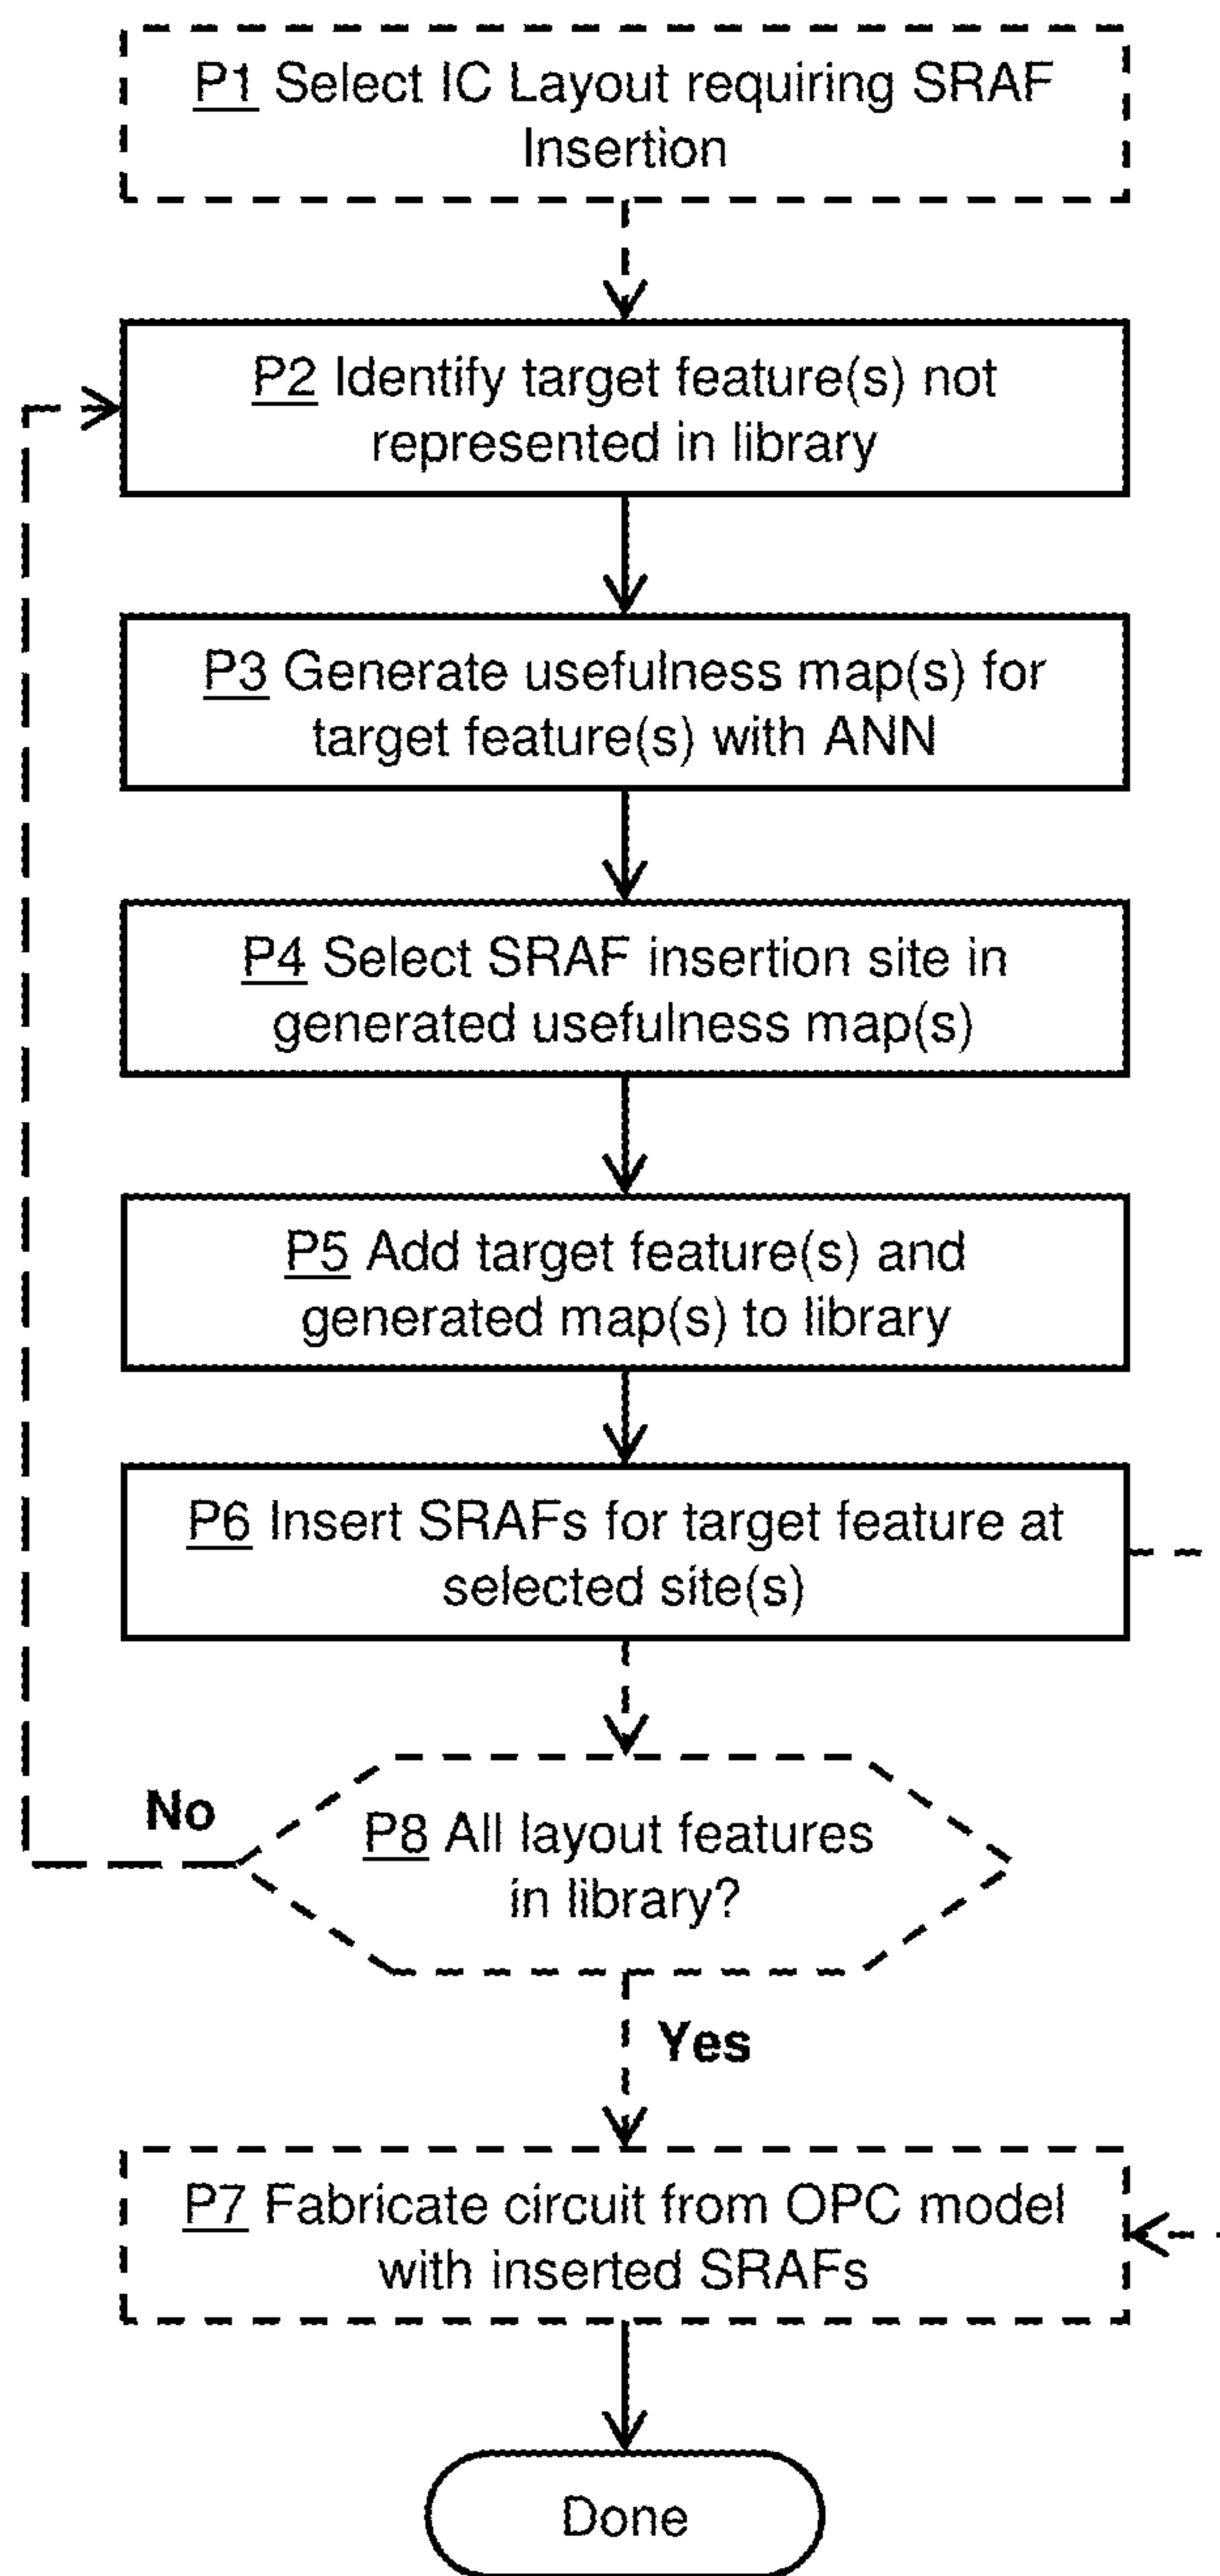 P1 Select IC Layout requiring SRAF
Insertion
P2 Identify target feature(s) not
represented in library
P3 Generate usefulness map(s) for
target feature(s) with ANN
P4 Select SRAF insertion site in
generated usefulness map(s)
P5 Add target feature(s) and
generated map(s) to library
P6 Insert SRAFs for target feature at
selected site(s)
No
P8 All layout features
in library?
Yes
P7 Fabricate circuit from OPC model
with inserted SRAFs
Done